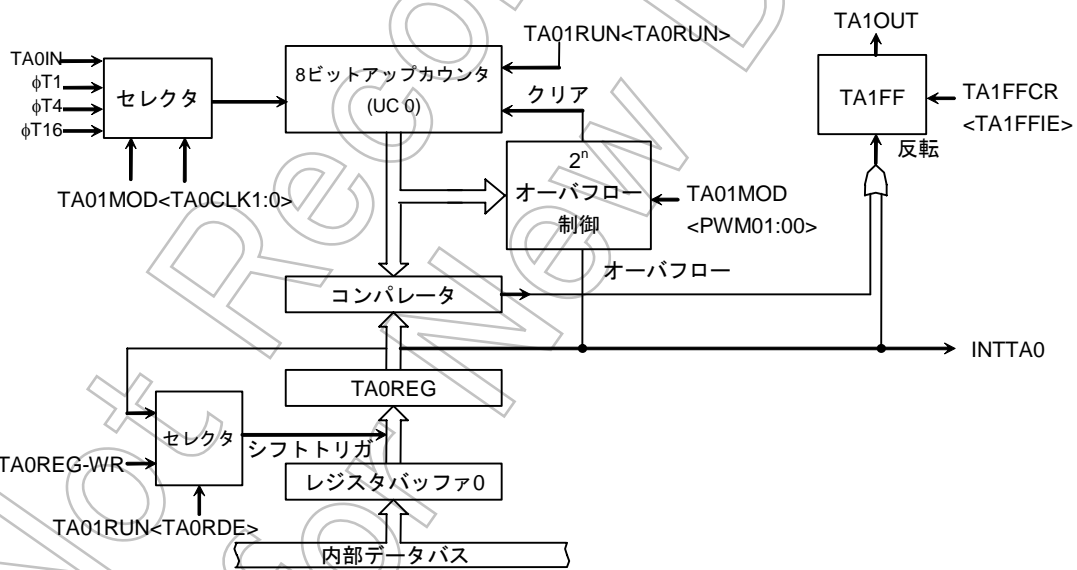 TA0IN
φT1
φT4
φT16
セレクタ
TA01MOD<TA0CLK1:0>
8ビットアップカウンタ
(UC 0)
TA01RUN<TA0RUN>
クリア
2n
オーバフロー
制御
TA01MOD
<PWM01:00>
オーバフロー
TA1OUT
TA1FF
TA1FFCR
<TA1FFIE>
反転
コンパレータ
INTTA0
TA0REG
セレクタ
シフトトリガ
TA0REG-WR
TA01RUN<TA0RDE>
レジスタバッファ0
内部データバス